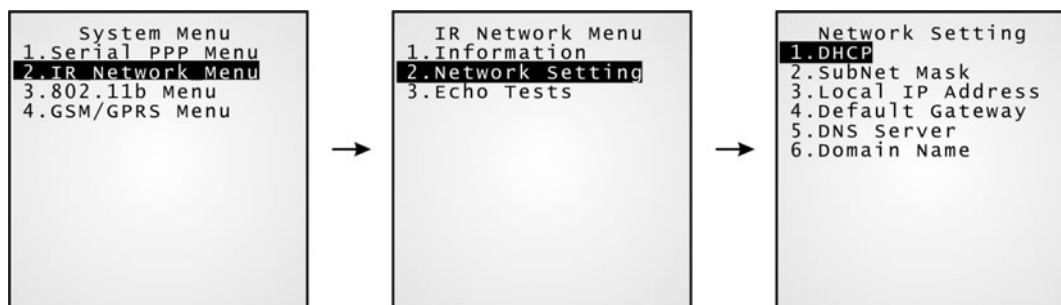 System Menu
1.Serial PPP Menu
2.IR Network Menu
3.802.11b Menu
4.GSM/GPRS Menu
IR Network Menu
1.Information
2.Network Setting
3.Echo Tests
Network Setting
1.DHCP
2.SubNet Mask
3.Local IP Address
4.Default Gateway
5.DNS Server
6.Domain Name